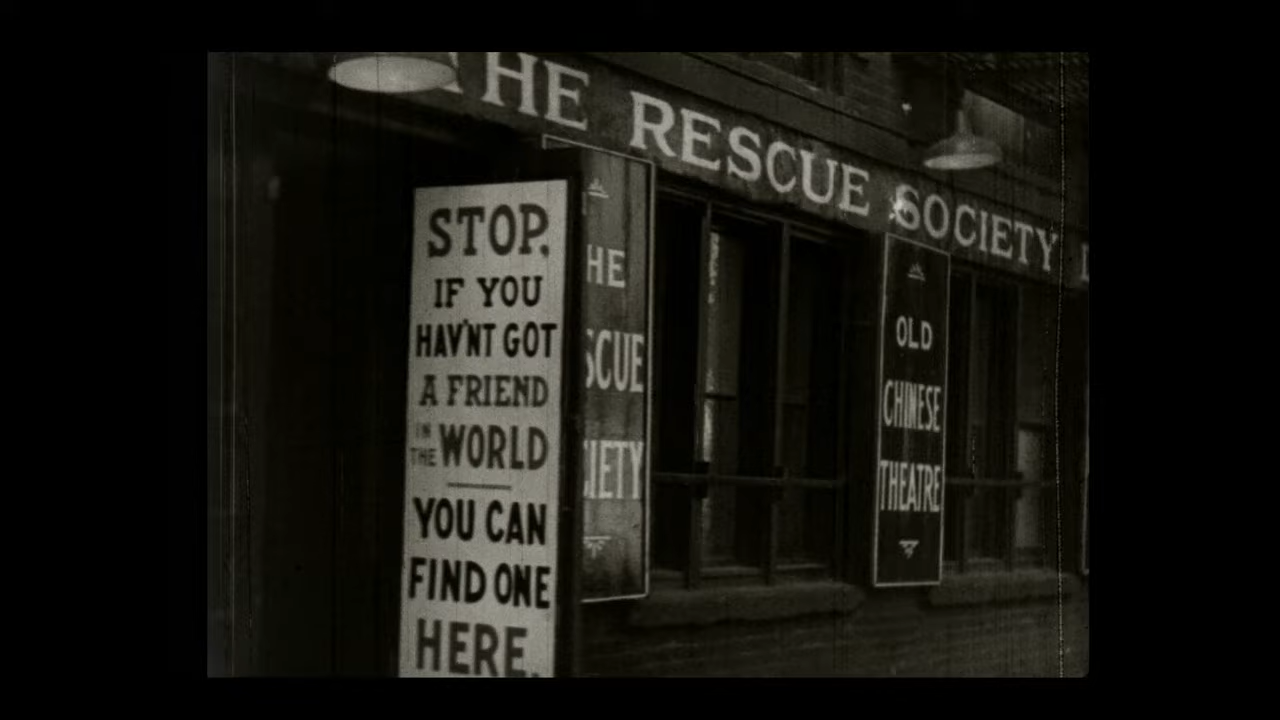 THE RESCUE SOCIETY
STOP.
IF YOU
HAV'NT GOT
A FRIEND
IN THE WORLD
YOU CAN
FIND ONE
HERE.
HE
SCUE
CIETY
OLD
CHINESE
THEATRE